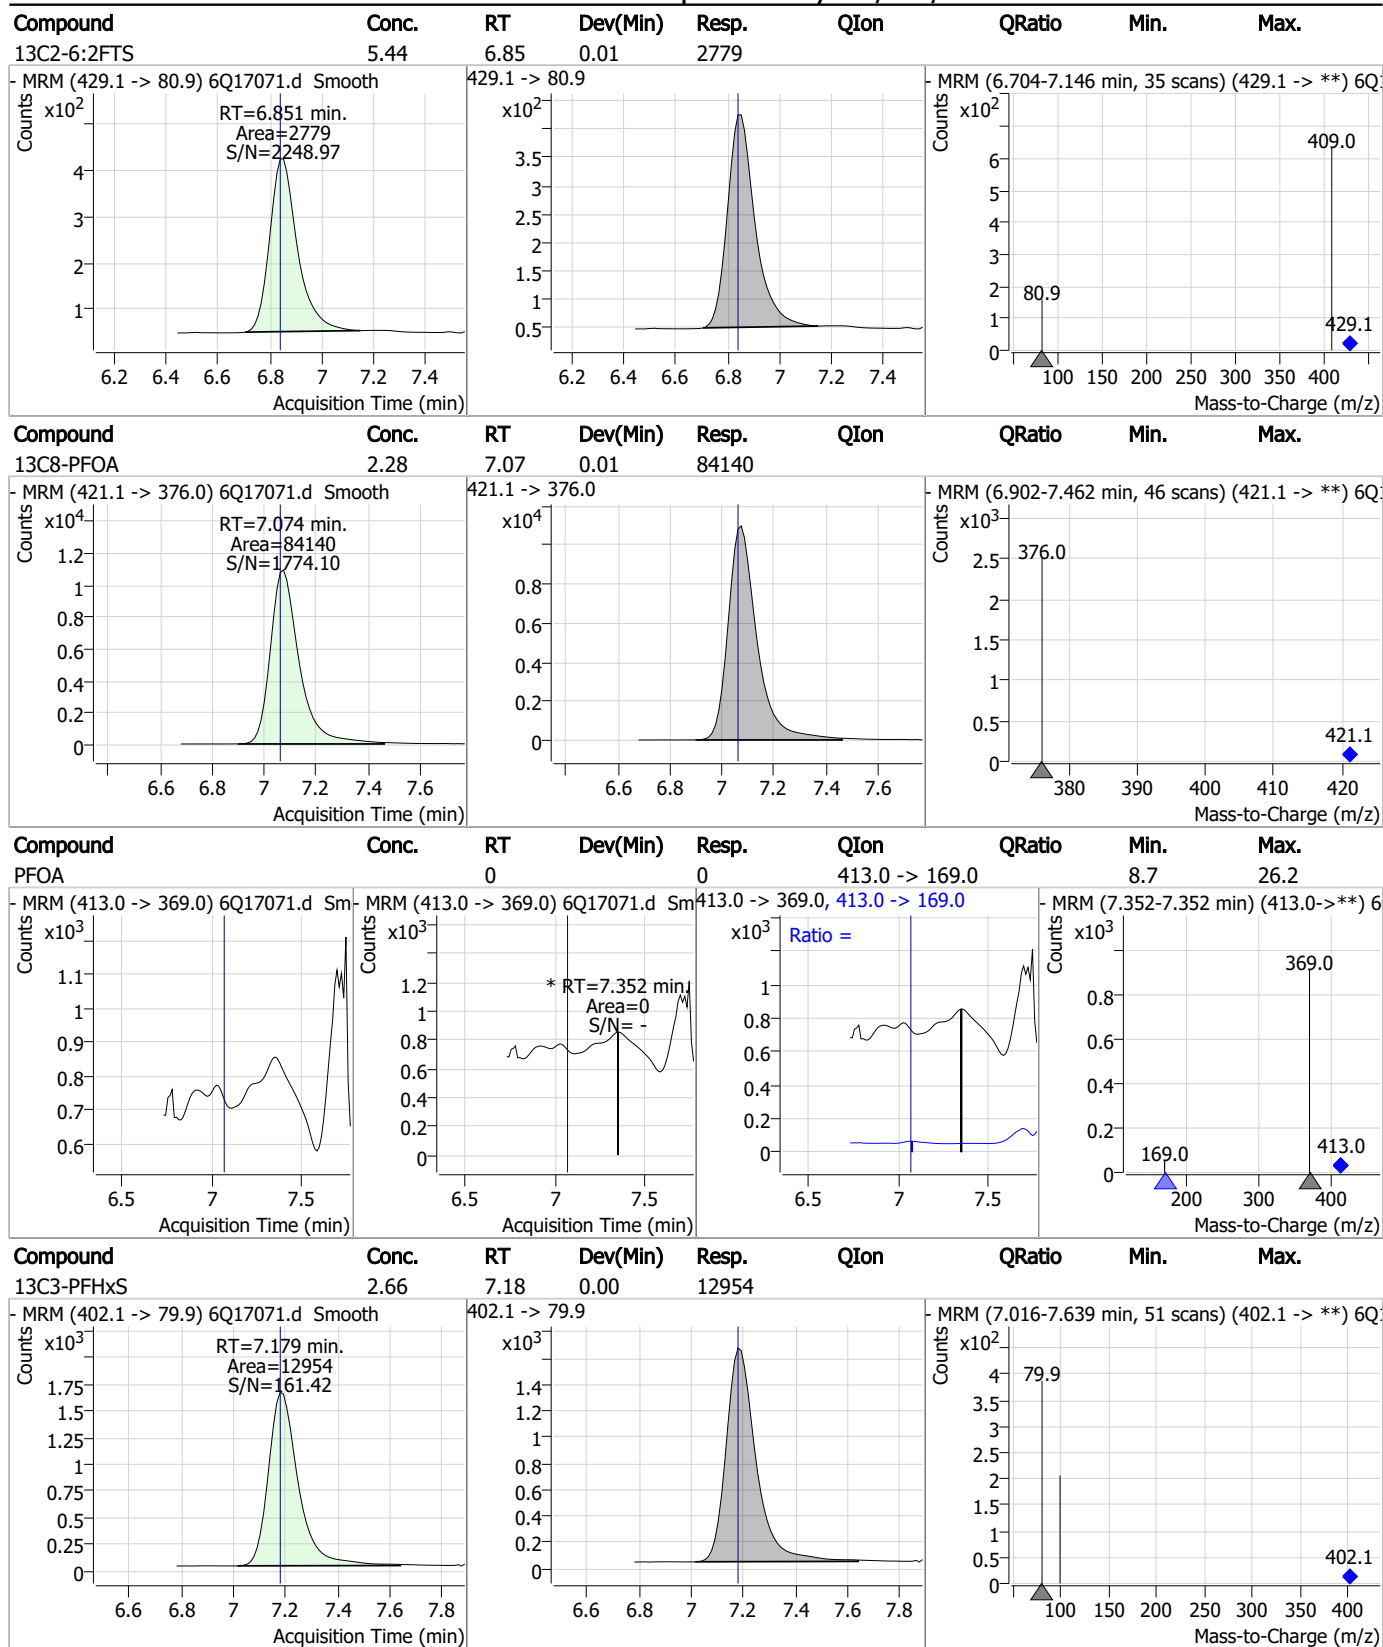 Compound Conc. RT Dev(Min) Resp. QIon QRatio Min. Max.
13C2-6:2FTS 5.44 6.85 0.01 2779
- MRM (429.1 -> 80.9) 6Q17071.d Smooth
429.1 -> 80.9
- MRM (6.704-7.146 min, 35 scans) (429.1 -> **) 6Q
Counts
x10²
RT=6.851 min.
Area=2779
S/N=2248.97
4
3
2
1
6.2 6.4 6.6 6.8 7 7.2 7.4
Acquisition Time (min)
x10²
3.5
3
2.5
2
1.5
1
0.5
6.2 6.4 6.6 6.8 7 7.2 7.4
Counts
x10²
409.0
6
5
4
3
2
80.9
1
429.1
0
100 150 200 250 300 350 400
Mass-to-Charge (m/z)
Compound Conc. RT Dev(Min) Resp. QIon QRatio Min. Max.
13C8-PFOA 2.28 7.07 0.01 84140
- MRM (421.1 -> 376.0) 6Q17071.d Smooth
421.1 -> 376.0
- MRM (6.902-7.462 min, 46 scans) (421.1 -> **) 6Q
Counts
x10⁴
RT=7.074 min.
Area=84140
S/N=1774.10
1.2
1
0.8
0.6
0.4
0.2
0
6.6 6.8 7 7.2 7.4 7.6
Acquisition Time (min)
x10⁴
0.8
0.6
0.4
0.2
0
6.6 6.8 7 7.2 7.4 7.6
Counts
x10³
376.0
2.5
2
1.5
1
0.5
421.1
0
380 390 400 410 420
Mass-to-Charge (m/z)
Compound Conc. RT Dev(Min) Resp. QIon QRatio Min. Max.
PFOA 0 0 413.0 -> 169.0 8.7 26.2
- MRM (413.0 -> 369.0) 6Q17071.d Sm
- MRM (413.0 -> 369.0) 6Q17071.d Sm
413.0 -> 369.0, 413.0 -> 169.0
- MRM (7.352-7.352 min) (413.0->**) 6
Counts
x10³
1.1
1
0.9
0.8
0.7
0.6
6.5 7 7.5
Acquisition Time (min)
Counts
x10³
* RT=7.352 min.
Area=0
S/N= -
1.2
1
0.8
0.6
0.4
0.2
0
6.5 7 7.5
Acquisition Time (min)
x10³
Ratio =
1
0.8
0.6
0.4
0.2
0
6.5 7 7.5
Counts
x10³
369.0
0.8
0.6
0.4
0.2
169.0
413.0
0
200 300 400
Mass-to-Charge (m/z)
Compound Conc. RT Dev(Min) Resp. QIon QRatio Min. Max.
13C3-PFHxS 2.66 7.18 0.00 12954
- MRM (402.1 -> 79.9) 6Q17071.d Smooth
402.1 -> 79.9
- MRM (7.016-7.639 min, 51 scans) (402.1 -> **) 6Q
Counts
x10³
RT=7.179 min.
Area=12954
S/N=161.42
1.75
1.5
1.25
1
0.75
0.5
0.25
0
6.6 6.8 7 7.2 7.4 7.6 7.8
Acquisition Time (min)
x10³
1.4
1.2
1
0.8
0.6
0.4
0.2
0
6.6 6.8 7 7.2 7.4 7.6 7.8
Counts
x10²
79.9
4
3.5
3
2.5
2
1.5
1
0.5
402.1
0
100 150 200 250 300 350 400
Mass-to-Charge (m/z)